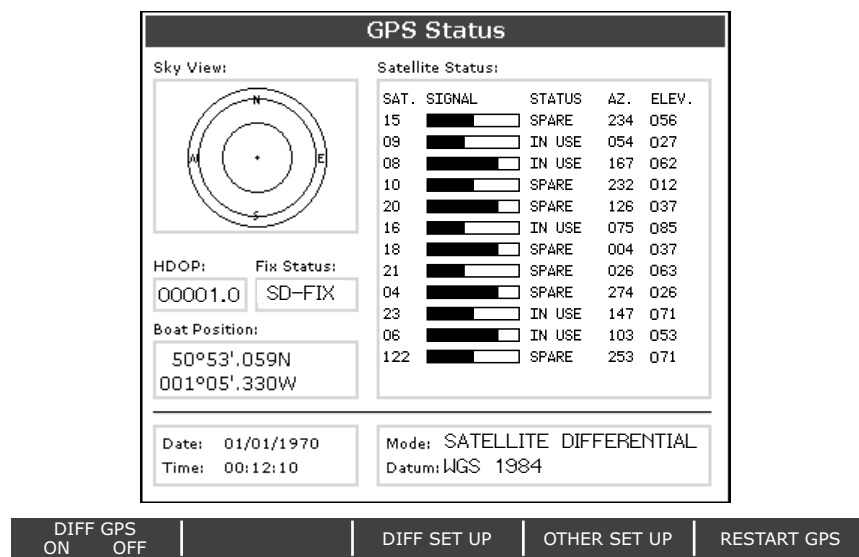 GPS Status
Sky View:
N
W
E
S
HDOP: Fix Status:
00001.0 SD-FIX
Boat Position:
50°53'.059N
001°05'.330W
Satellite Status:
SAT. SIGNAL STATUS AZ. ELEV.
15 SPARE 234 056
09 IN USE 054 027
08 IN USE 167 062
10 SPARE 232 012
20 SPARE 126 037
16 IN USE 075 085
18 SPARE 004 037
21 SPARE 026 063
04 SPARE 274 026
23 IN USE 147 071
06 IN USE 103 053
122 SPARE 253 071
Date: 01/01/1970
Time: 00:12:10
Mode: SATELLITE DIFFERENTIAL
Datum: WGS 1984
DIFF GPS
ON OFF
DIFF SET UP
OTHER SET UP
RESTART GPS